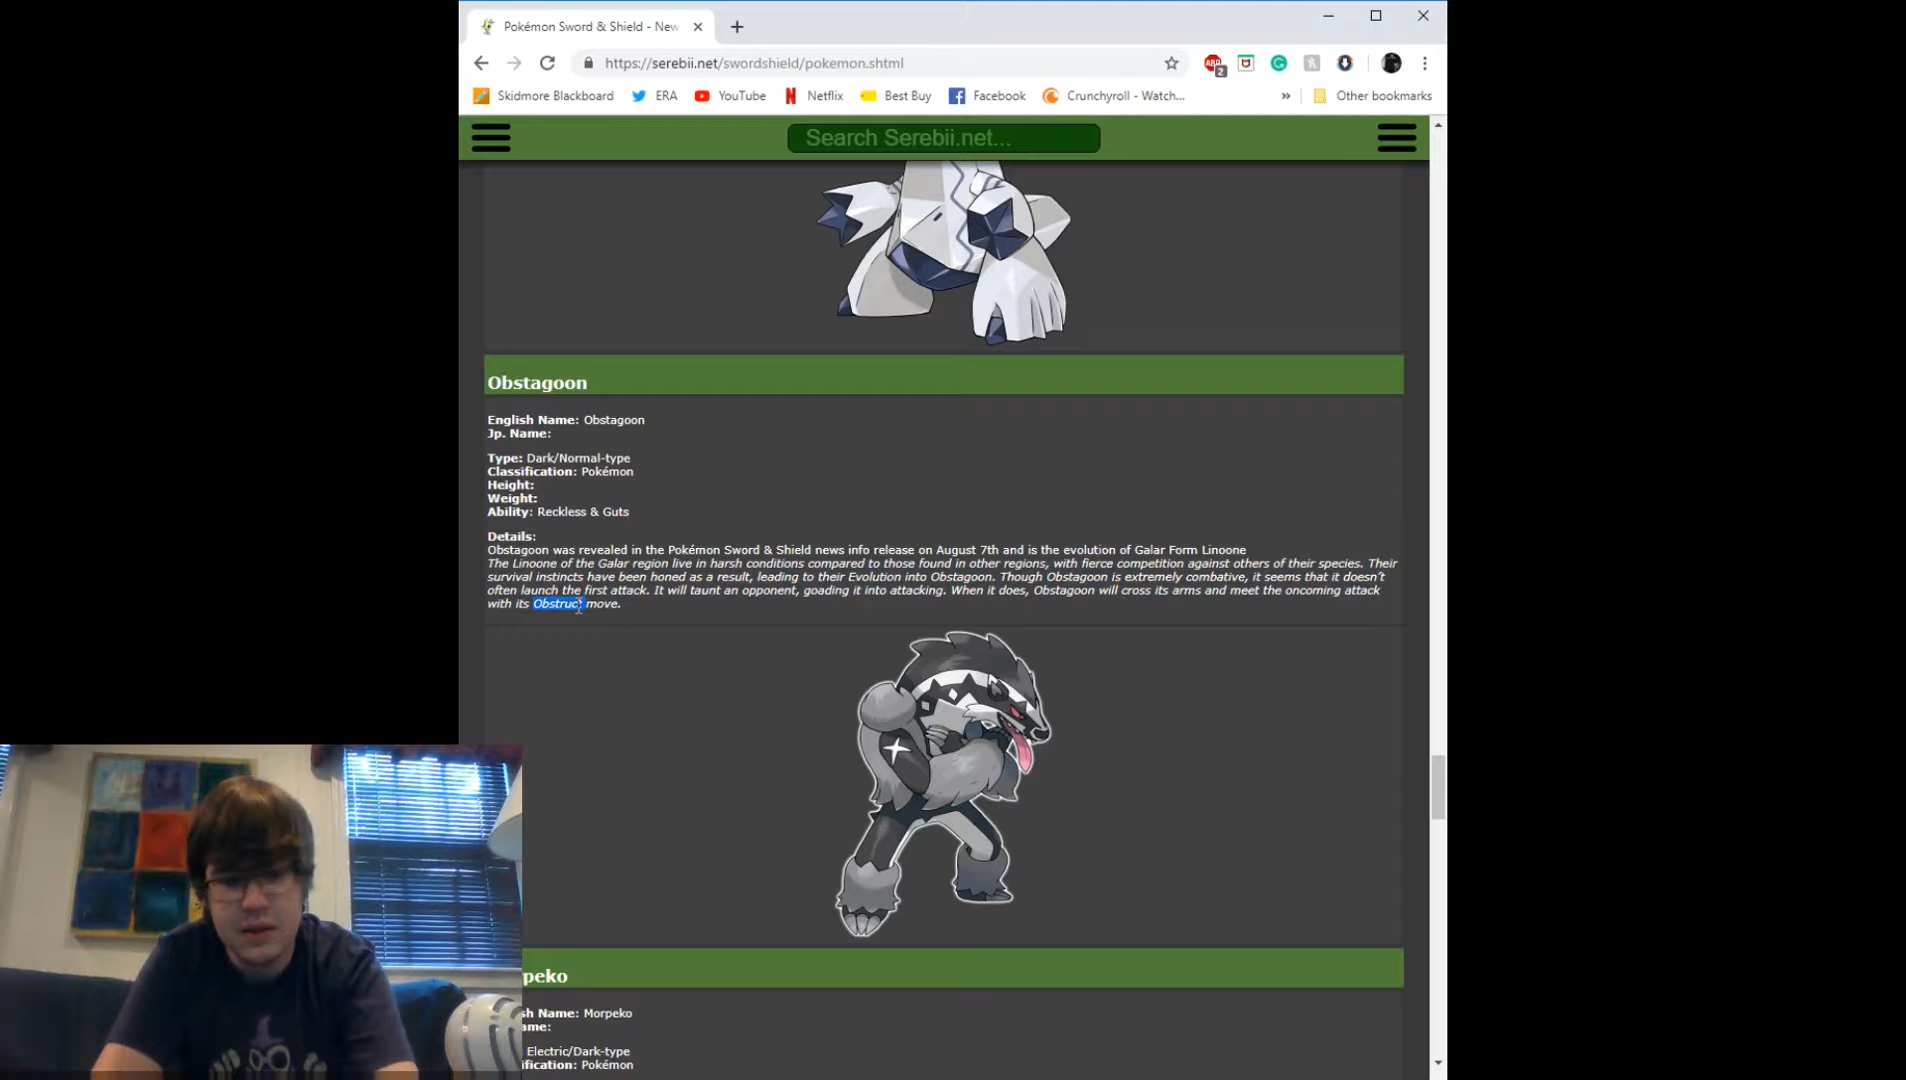 Pokémon Sword & Shield - New
https://serebii.net/swordshield/pokemon.shtml
2
Skidmore Blackboard ERA YouTube Netflix Best Buy Facebook Crunchyroll - Watch... » Other bookmarks
Search Serebii.net...
Obstagoon
English Name: Obstagoon
Jp. Name:
Type: Dark/Normal-type
Classification: Pokémon
Height:
Weight:
Ability: Reckless & Guts
Details:
Obstagoon was revealed in the Pokémon Sword & Shield news info release on August 7th and is the evolution of Galar Form Linoone
The Linoone of the Galar region live in harsh conditions compared to those found in other regions, with fierce competition against others of their species. Their
survival instincts have been honed as a result, leading to their Evolution into Obstagoon. Though Obstagoon is extremely combative, it seems that it doesn't
often launch the first attack. It will taunt an opponent, goading it into attacking. When it does, Obstagoon will cross its arms and meet the oncoming attack
with its Obstruct move.
peko
sh Name: Morpeko
ame:
Electric/Dark-type
ification: Pokémon